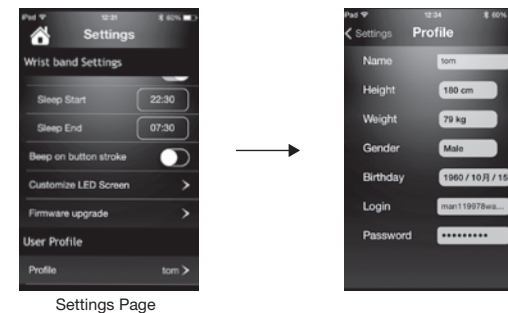 iPad 12:31 60%
Settings
Wrist band Settings
Sleep Start 22:30
Sleep End 07:30
Beep on button stroke
Customize LED Screen >
Firmware upgrade >
User Profile
Profile tom >
Settings Page
iPad 12:34 60%
< Settings Profile
Name tom
Height 180 cm
Weight 79 kg
Gender Male
Birthday 1960 / 10月 / 15
Login man119978wa...
Password •••••••••